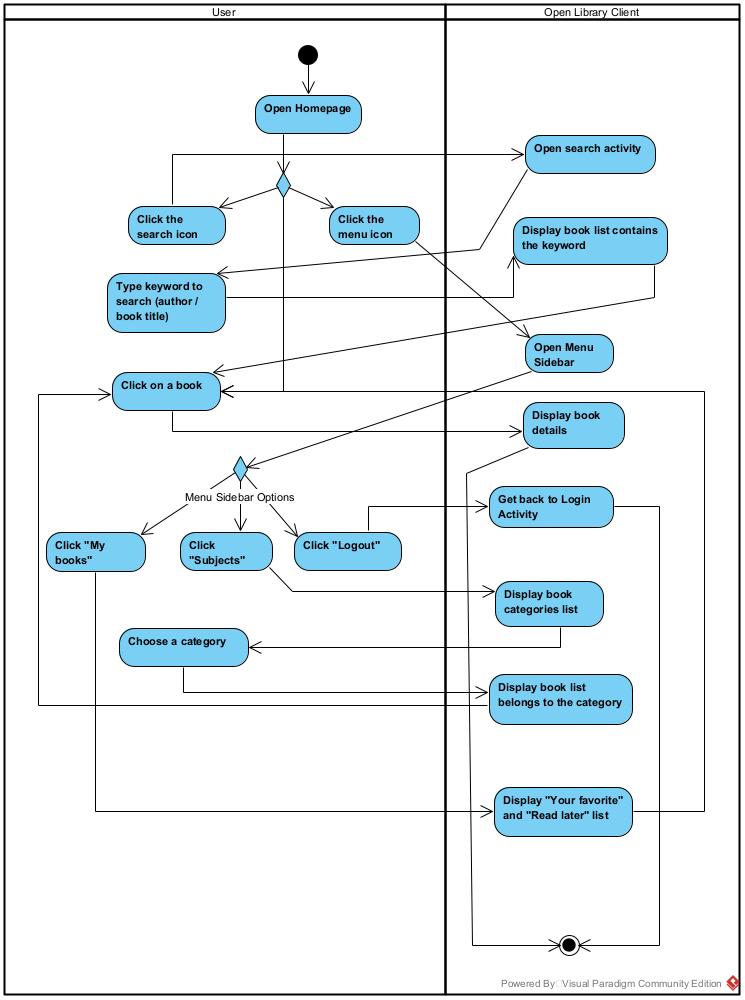 User
Open Library Client
Open Homepage
Open search activity
Click the
search icon
Click the
menu icon
Display book list contains
the keyword
Type keyword to
search (author /
book title)
Open Menu
Sidebar
Click on a book
Display book
details
Menu Sidebar Options
Get back to Login
Activity
Click "My
books"
Click
"Subjects"
Click "Logout"
Display book
categories list
Choose a category
Display book list
belongs to the category
Display "Your favorite"
and "Read later" list
Powered By Visual Paradigm Community Edition